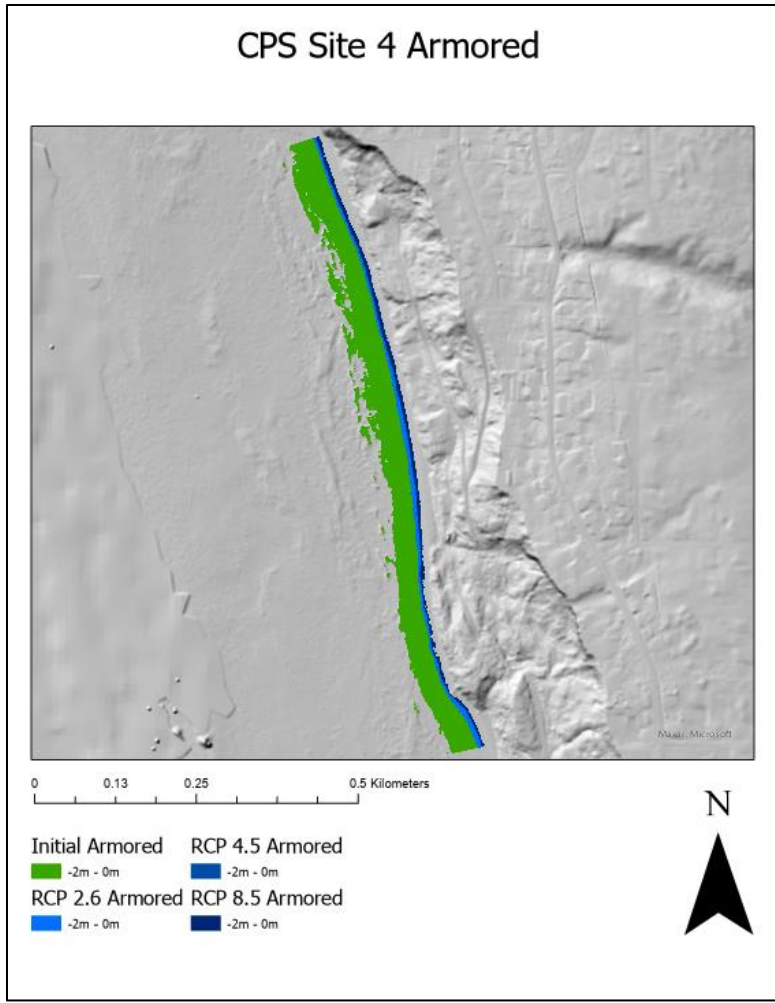 CPS Site 4 Armored
Maxar, Microsoft
0 0.13 0.25 0.5 Kilometers
N
Initial Armored RCP 4.5 Armored
-2m - 0m -2m - 0m
RCP 2.6 Armored RCP 8.5 Armored
-2m - 0m -2m - 0m